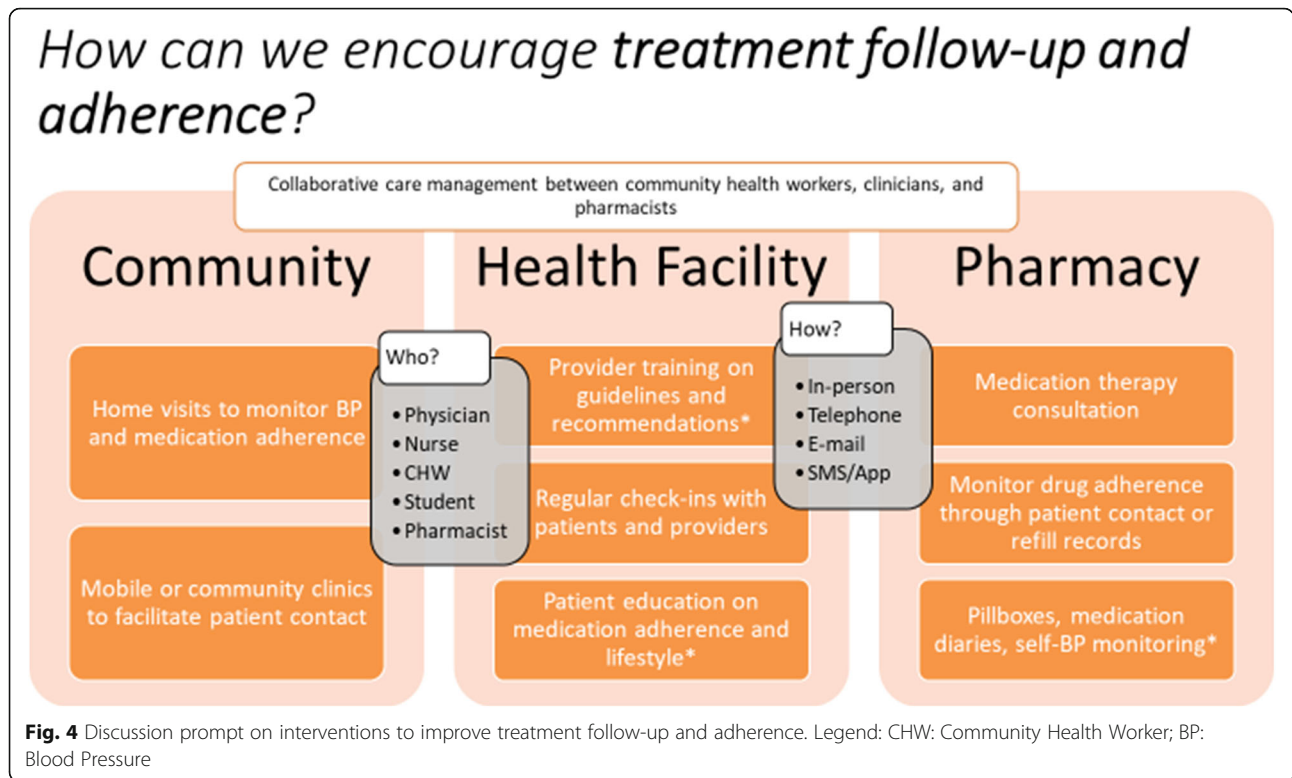 How can we encourage treatment follow-up and
adherence?
Collaborative care management between community health workers, clinicians, and
pharmacists
Community
Home visits to monitor BP
and medication adherence
Mobile or community clinics
to facilitate patient contact
Who?
• Physician
• Nurse
• CHW
• Student
• Pharmacist
Health Facility
Provider training on
guidelines and
recommendations*
Regular check-ins with
patients and providers
Patient education on
medication adherence and
lifestyle*
How?
• In-person
• Telephone
• E-mail
• SMS/App
Pharmacy
Medication therapy
consultation
Monitor drug adherence
through patient contact or
refill records
Pillboxes, medication
diaries, self-BP monitoring*
Fig. 4 Discussion prompt on interventions to improve treatment follow-up and adherence. Legend: CHW: Community Health Worker; BP:
Blood Pressure